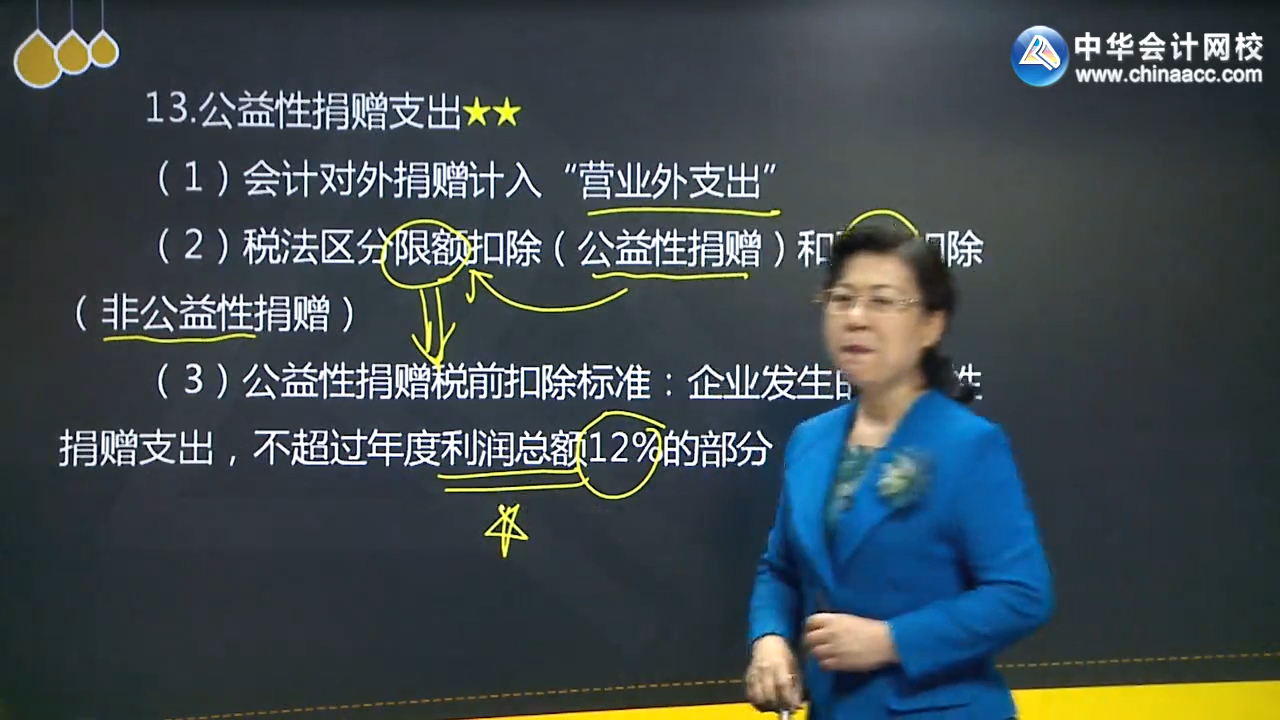 中华会计网校
www.chinaacc.com
13.公益性捐赠支出★★
（1）会计对外捐赠计入“营业外支出”
（2）税法区分限额扣除（公益性捐赠）和 扣除
（非公益性捐赠）
（3）公益性捐赠税前扣除标准：企业发生的 性
捐赠支出，不超过年度利润总额12%的部分